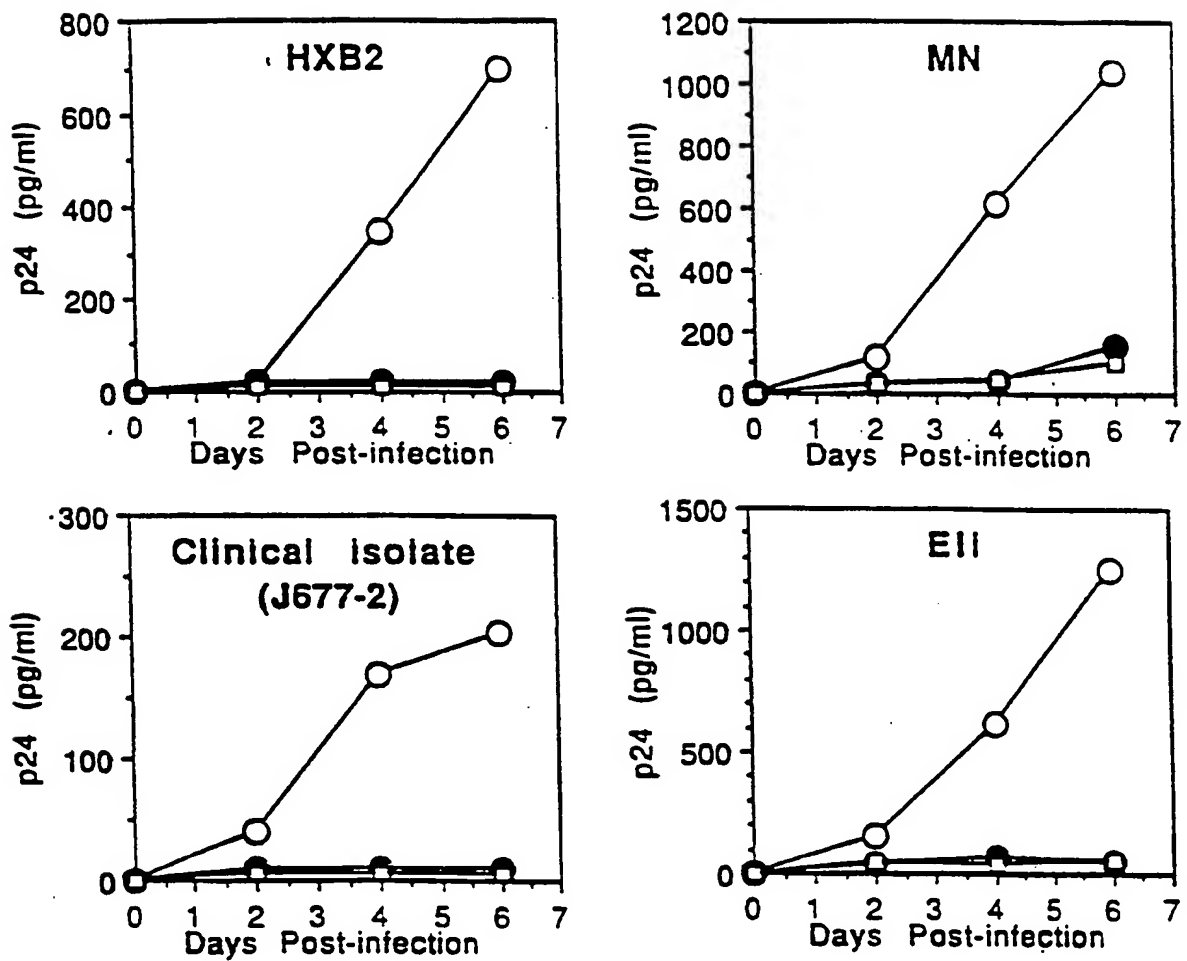 HXB2
800
600
400
200
0
p24 (pg/ml)
0 1 2 3 4 5 6 7
Days Post-infection
MN
1200
1000
800
600
400
200
0
p24 (pg/ml)
0 1 2 3 4 5 6 7
Days Post-infection
Clinical isolate
(J677-2)
300
200
100
0
p24 (pg/ml)
0 1 2 3 4 5 6 7
Days Post-infection
Eli
1500
1000
500
0
p24 (pg/ml)
0 1 2 3 4 5 6 7
Days Post-infection